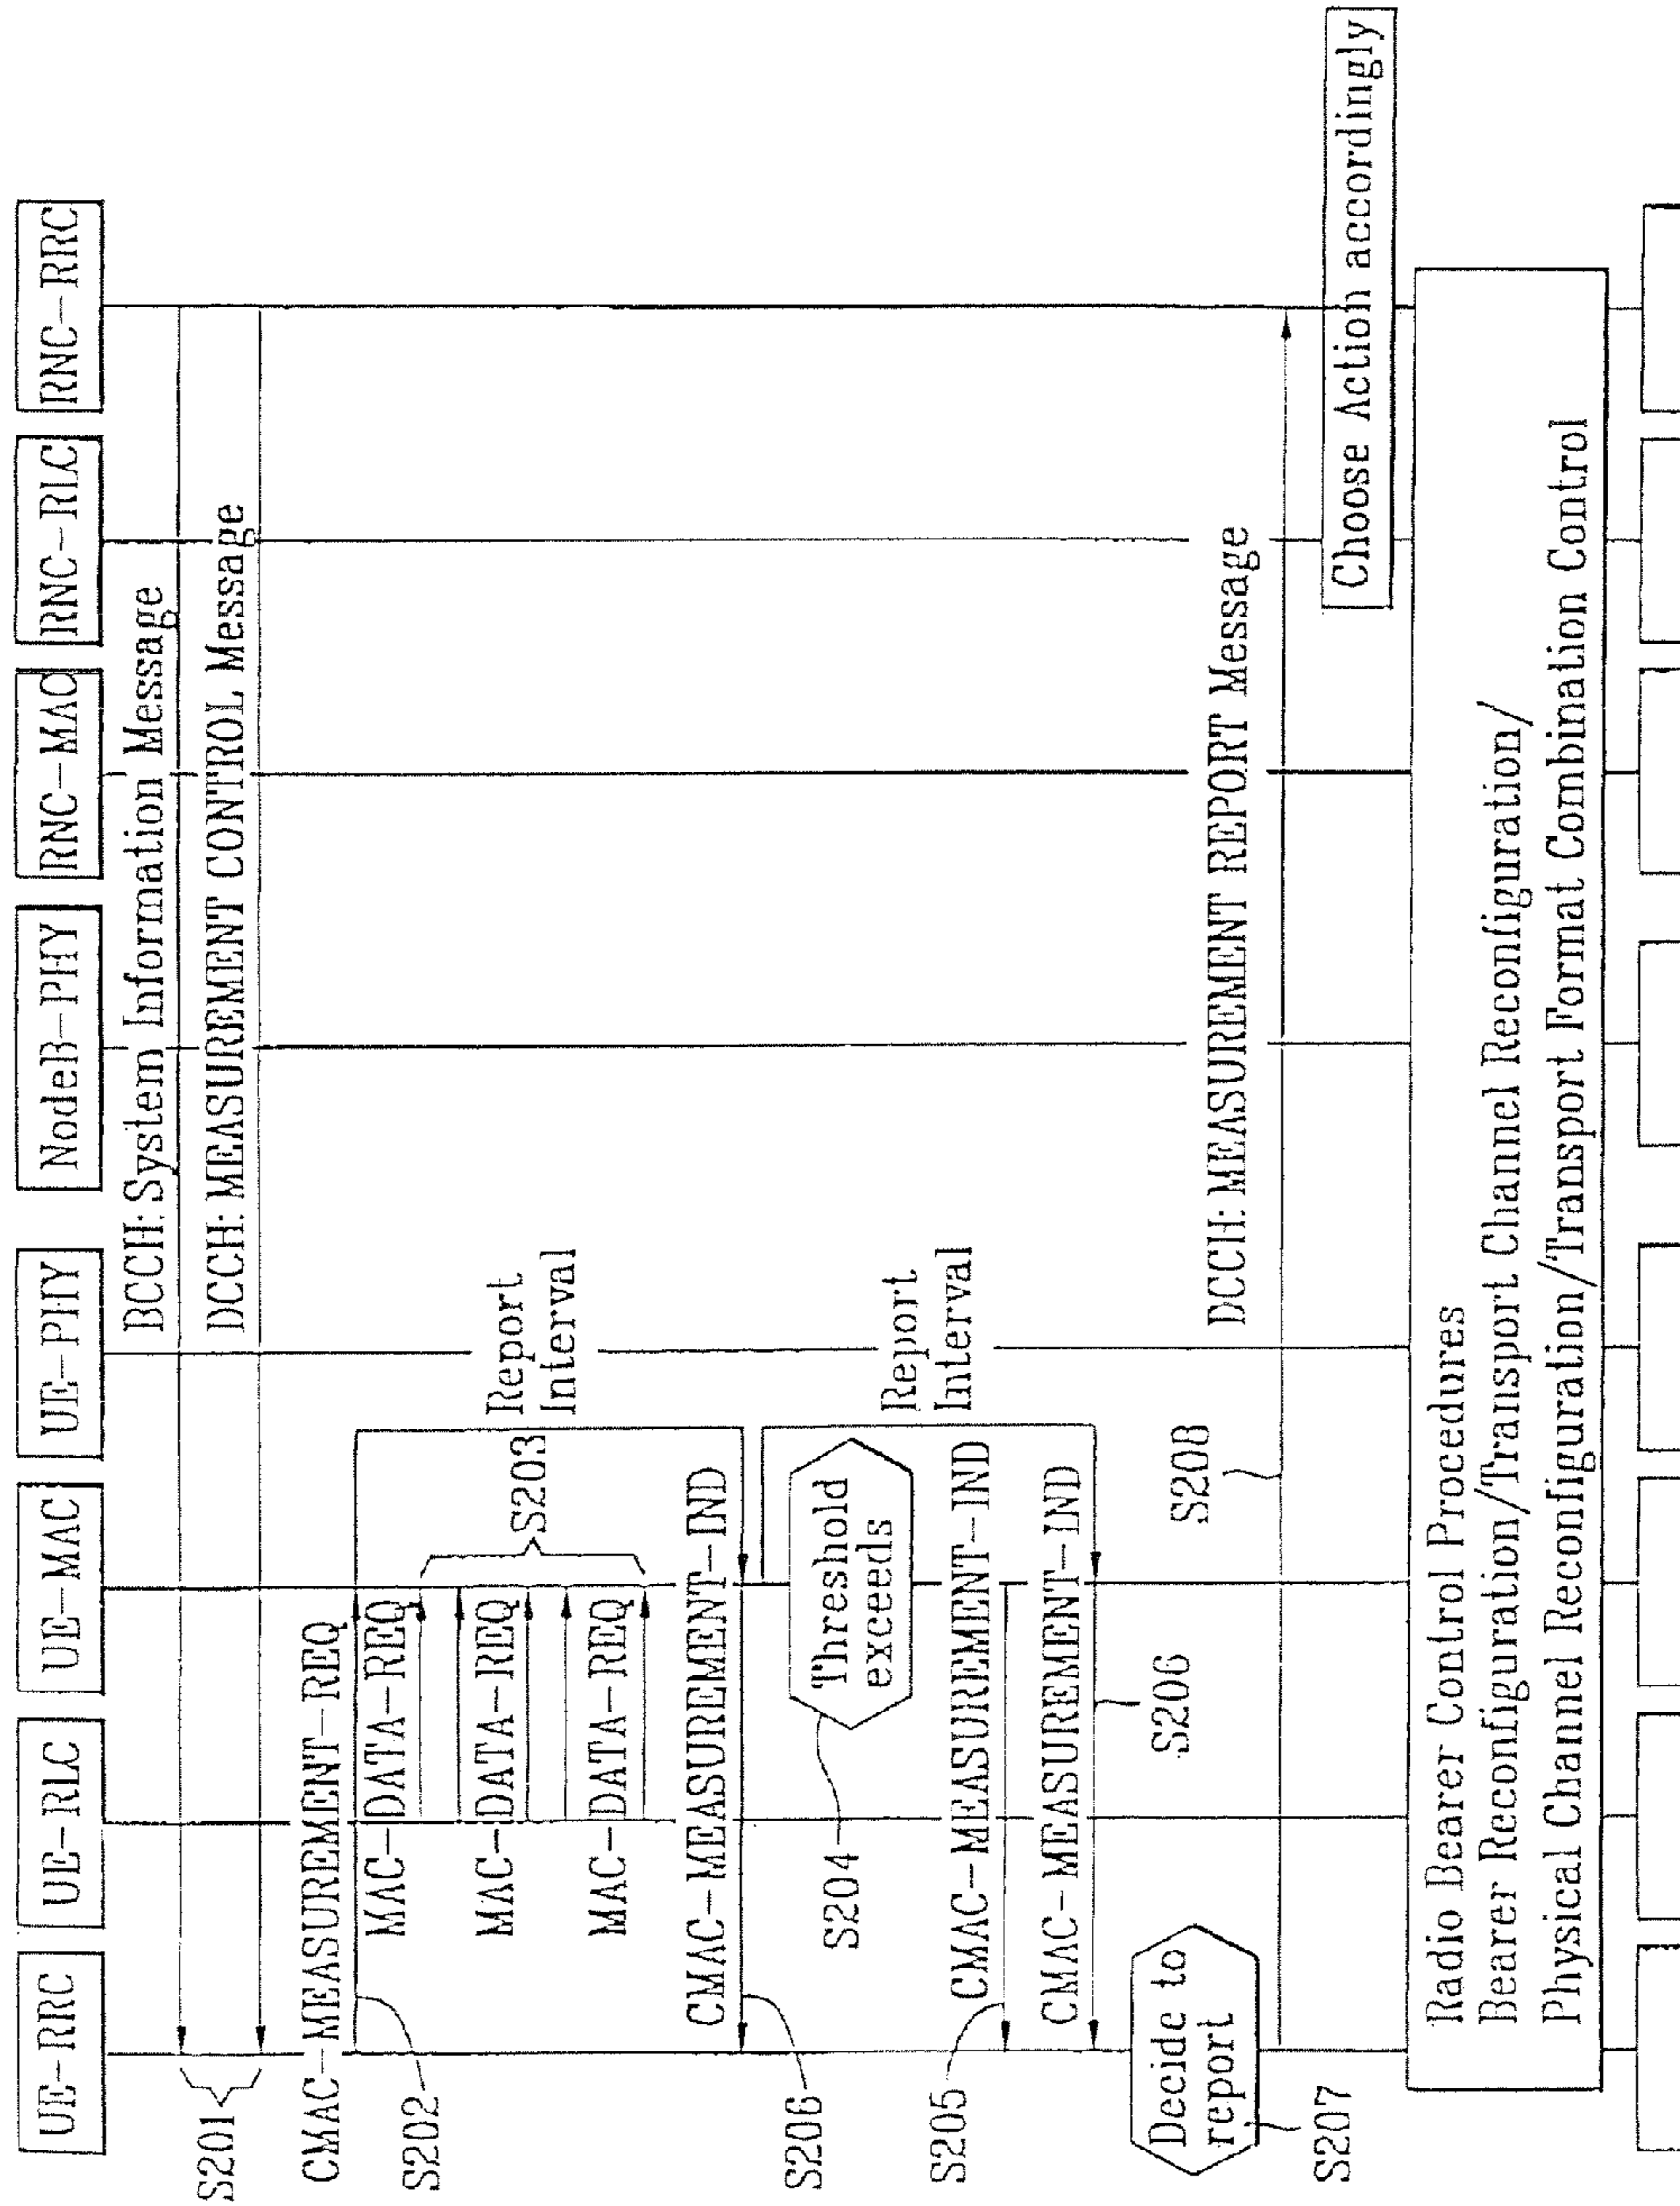 UE-RRC
UE-RLC
UE-MAC
UE-PHY
NodeB-PHY
RNC-MAC
RNC-RLC
RNC-RRC
BCCH: System Information Message
S201
DCCH: MEASUREMENT CONTROL Message
CMAC-MEASUREMENT-REQ
S202
MAC-DATA-REQ
MAC-DATA-REQ
MAC-DATA-REQ
S203
Report
Interval
CMAC-MEASUREMENT-IND
S206
Threshold
exceeds
S204
Report
Interval
CMAC-MEASUREMENT-IND
S205
CMAC-MEASUREMENT-IND
S206
Decide to
report
S207
DCCH: MEASUREMENT REPORT Message
S208
Choose Action accordingly
Radio Bearer Control Procedures
Bearer Reconfiguration/Transport Channel Reconfiguration/
Physical Channel Reconfiguration/Transport Format Combination Control